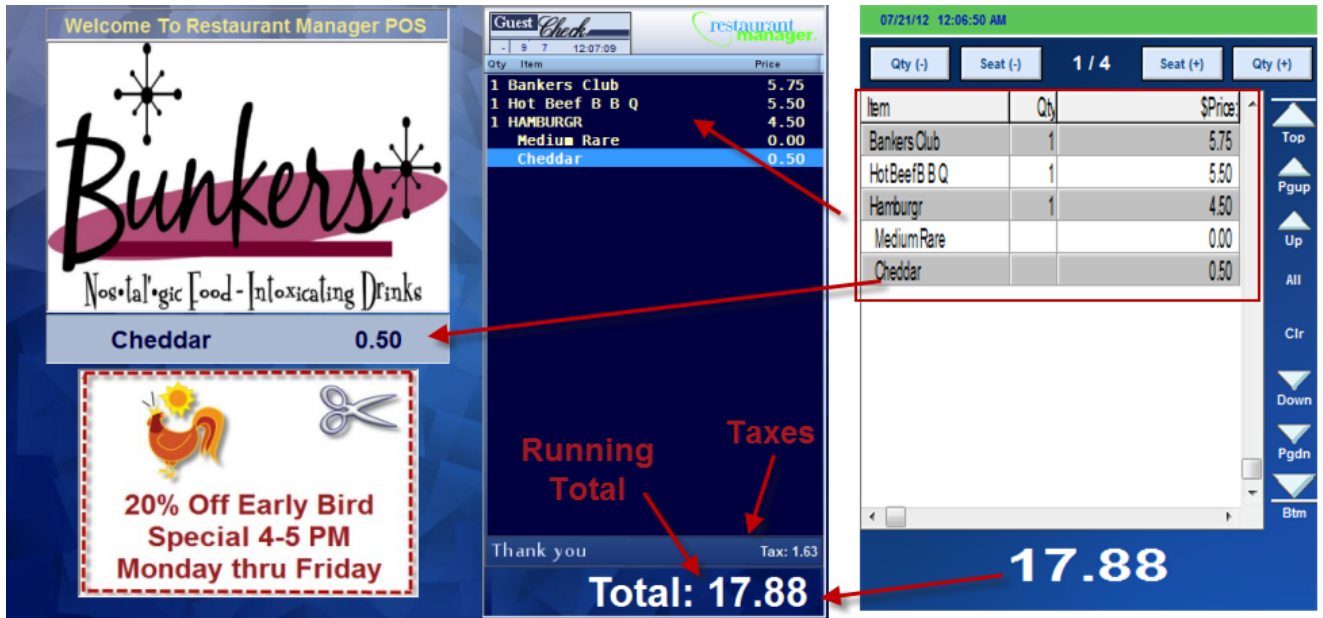 Welcome To Restaurant Manager POS
Bunkers
Nos•tal'•gic Food - Intoxicating Drinks
Cheddar 0.50
20% Off Early Bird
Special 4-5 PM
Monday thru Friday
Guest Check
- 9 7 12:07:09
restaurant
manager.
Qty Item Price
1 Bankers Club 5.75
1 Hot Beef B B Q 5.50
1 HAMBURGR 4.50
Medium Rare 0.00
Cheddar 0.50
Running
Total
Taxes
Thank you Tax: 1.63
Total: 17.88
07/21/12 12:06:50 AM
Qty (-) Seat (-) 1 / 4 Seat (+) Qty (+)
Item Qty $Price:
Bankers Club 1 5.75
Hot Beef B B Q 1 5.50
Hamburgr 1 4.50
Medium Rare 0.00
Cheddar 0.50
Top
Pgup
Up
All
Clr
Down
Pgdn
Btm
17.88